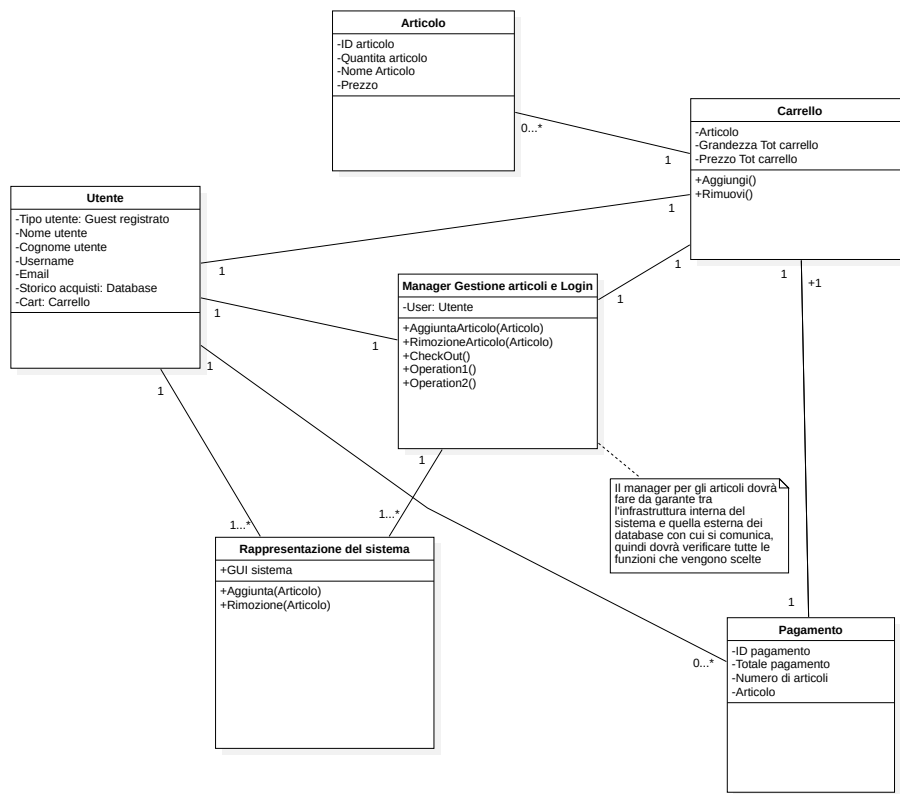 Articolo
-ID articolo
-Quantita articolo
-Nome Articolo
-Prezzo
0...*
1
Carrello
-Articolo
-Grandezza Tot carrello
-Prezzo Tot carrello
+Aggiungi()
+Rimuovi()
1
1
1
+1
Utente
-Tipo utente: Guest registrato
-Nome utente
-Cognome utente
-Username
-Email
-Storico acquisti: Database
-Cart: Carrello
1
1
1
1
Manager Gestione articoli e Login
-User: Utente
+AggiuntaArticolo(Articolo)
+RimozioneArticolo(Articolo)
+CheckOut()
+Operation1()
+Operation2()
1
1
1
Il manager per gli articoli dovrà
fare da garante tra
l'infrastruttura interna del
sistema e quella esterna dei
database con cui si comunica,
quindi dovrà verificare tutte le
funzioni che vengono scelte
1...*
1...*
Rappresentazione del sistema
+GUI sistema
+Aggiunta(Articolo)
+Rimozione(Articolo)
1
0...*
Pagamento
-ID pagamento
-Totale pagamento
-Numero di articoli
-Articolo